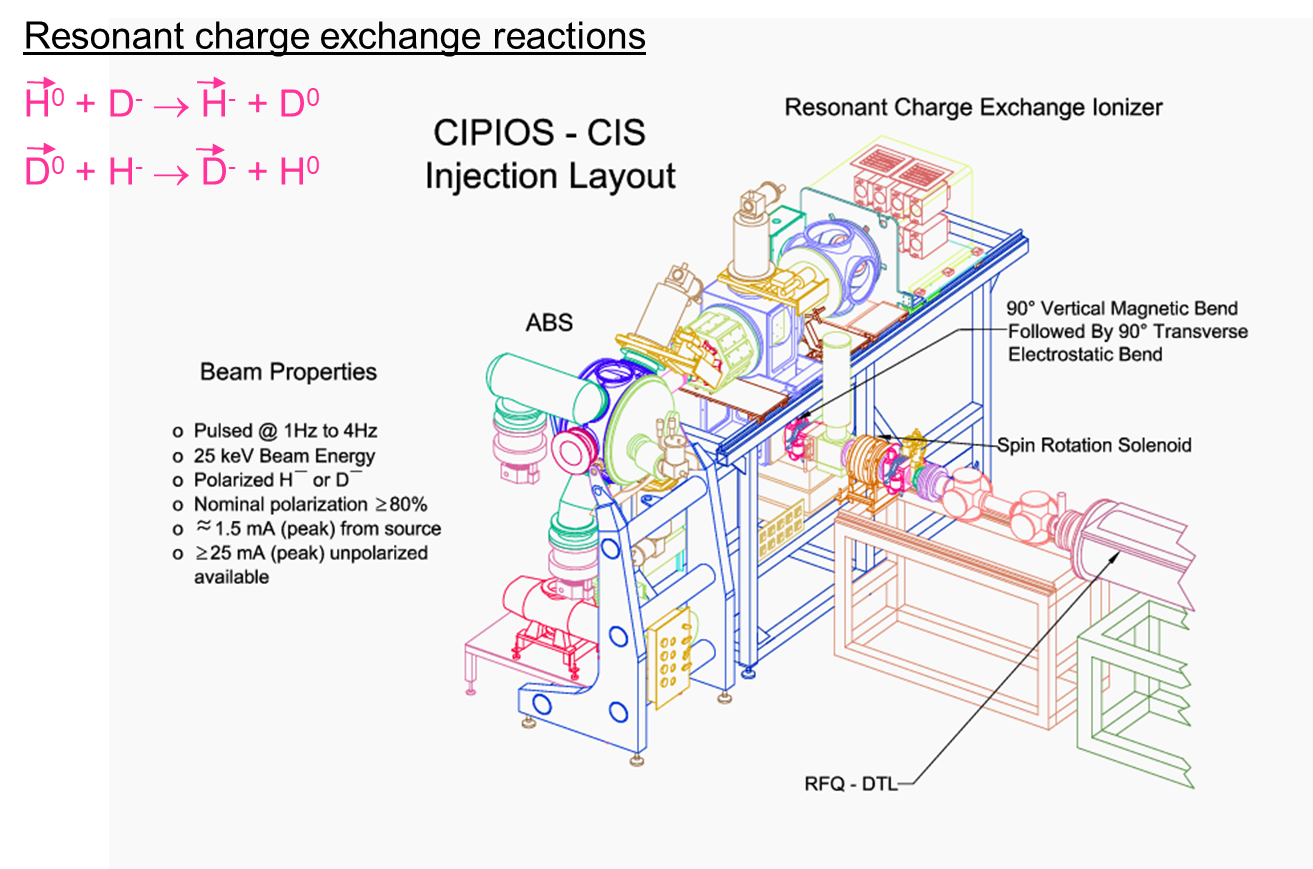 Resonant charge exchange reactions
H⃗⁰ + D⁻ → H⃗⁻ + D⁰
D⃗⁰ + H⁻ → D⃗⁻ + H⁰
CIPIOS - CIS
Injection Layout
Resonant Charge Exchange Ionizer
90° Vertical Magnetic Bend
Followed By 90° Transverse
Electrostatic Bend
ABS
Beam Properties
o Pulsed @ 1Hz to 4Hz
o 25 keV Beam Energy
o Polarized H⁻ or D⁻
o Nominal polarization ≥80%
o ≈1.5 mA (peak) from source
o ≥25 mA (peak) unpolarized
available
Spin Rotation Solenoid
RFQ - DTL